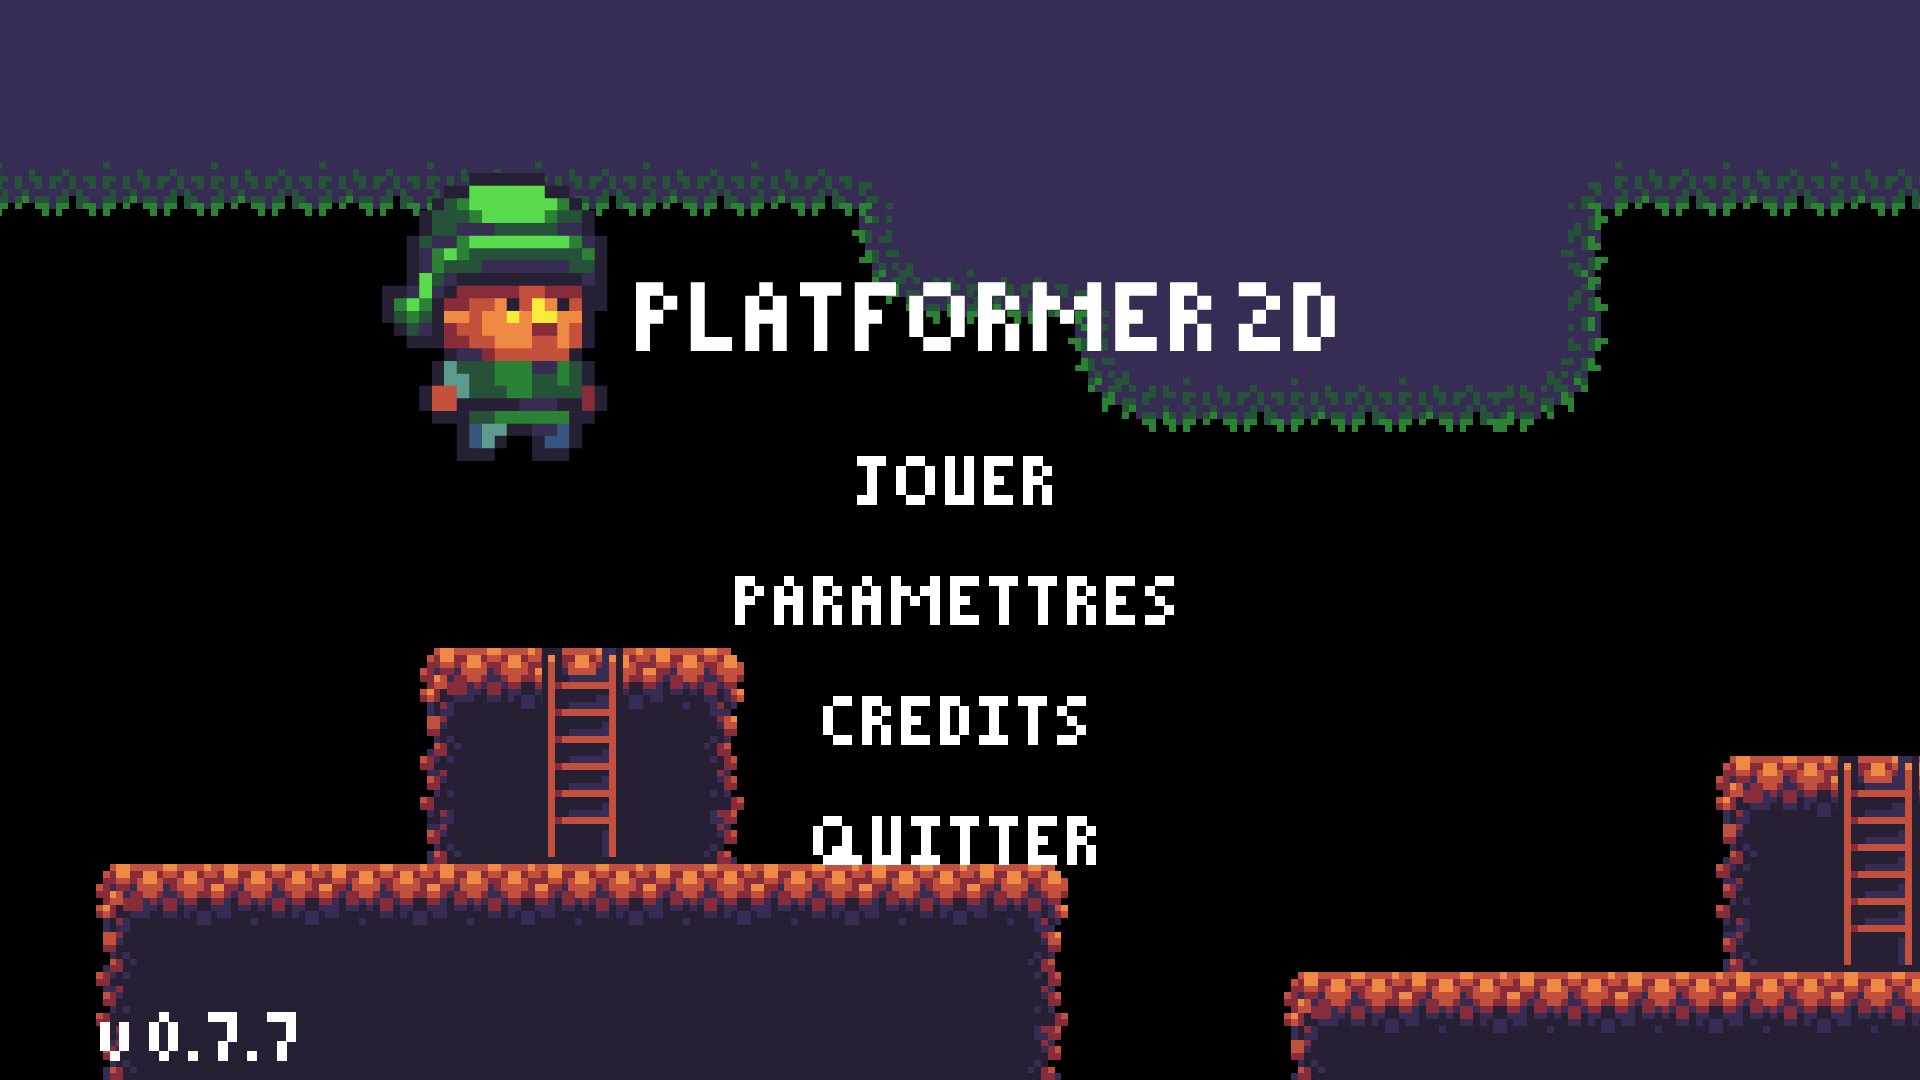 PLATFORMER 2D
JOUER
PARAMETTRES
CREDITS
QUITTER
V 0.7.7